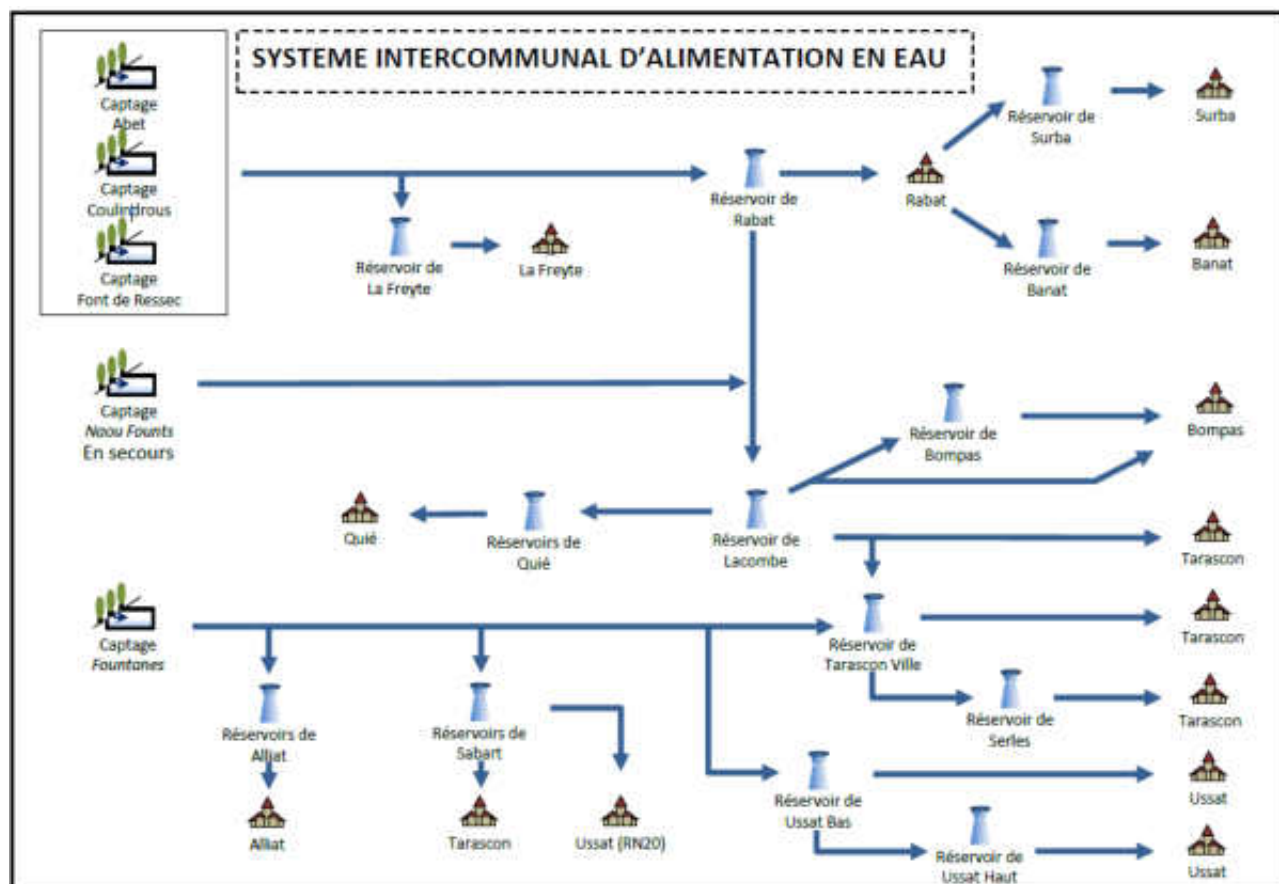 SYSTEME INTERCOMMUNAL D'ALIMENTATION EN EAU
Captage
Abet
Captage
Coulindrous
Captage
Font de Ressec
Réservoir de
Surba
Surba
Réservoir de
Rabat
Rabat
Réservoir de
La Freyte
La Freyte
Réservoir de
Banat
Banat
Captage
Naou Founts
En secours
Réservoir de
Bompas
Bompas
Quié
Réservoirs de
Quié
Réservoir de
Lacombe
Tarascon
Captage
Fountanes
Réservoir de
Tarascon Ville
Tarascon
Réservoirs de
Alliat
Réservoirs de
Sabart
Réservoir de
Serles
Tarascon
Alliat
Tarascon
Ussat (RN20)
Réservoir de
Ussat Bas
Ussat
Réservoir de
Ussat Haut
Ussat